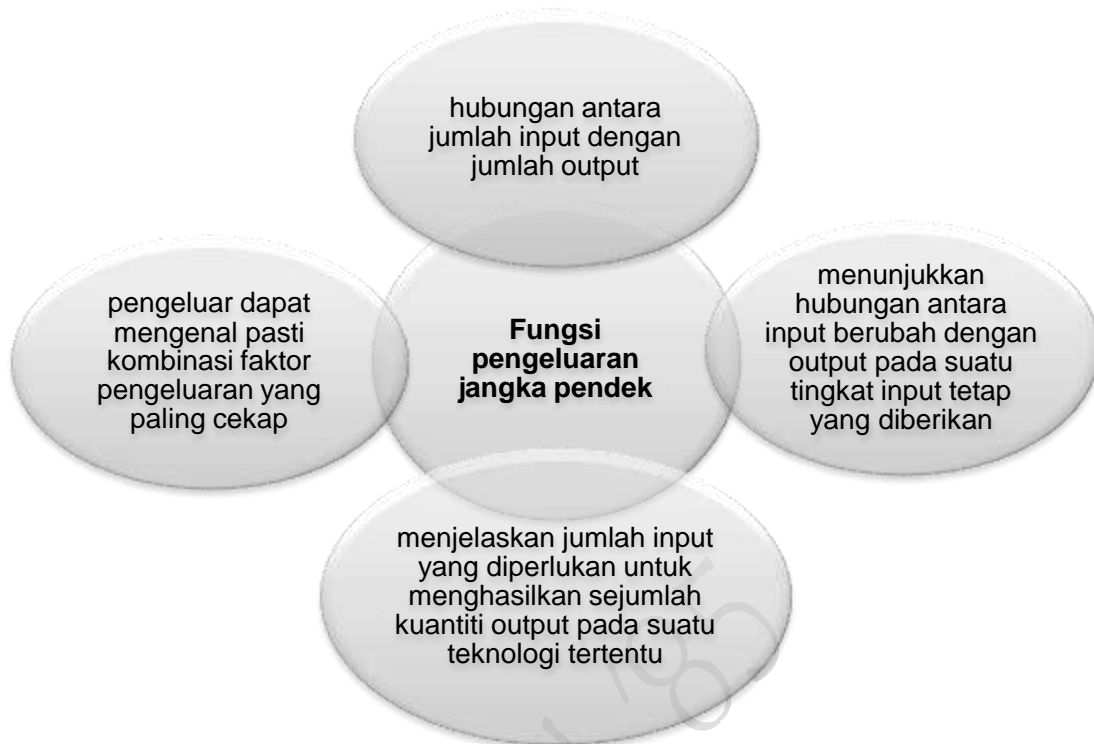 hubungan antara
jumlah input dengan
jumlah output
pengeluar dapat
mengenal pasti
kombinasi faktor
pengeluaran yang
paling cekap
Fungsi
pengeluaran
jangka pendek
menunjukkan
hubungan antara
input berubah dengan
output pada suatu
tingkat input tetap
yang diberikan
menjelaskan jumlah input
yang diperlukan untuk
menghasilkan sejumlah
kuantiti output pada suatu
teknologi tertentu